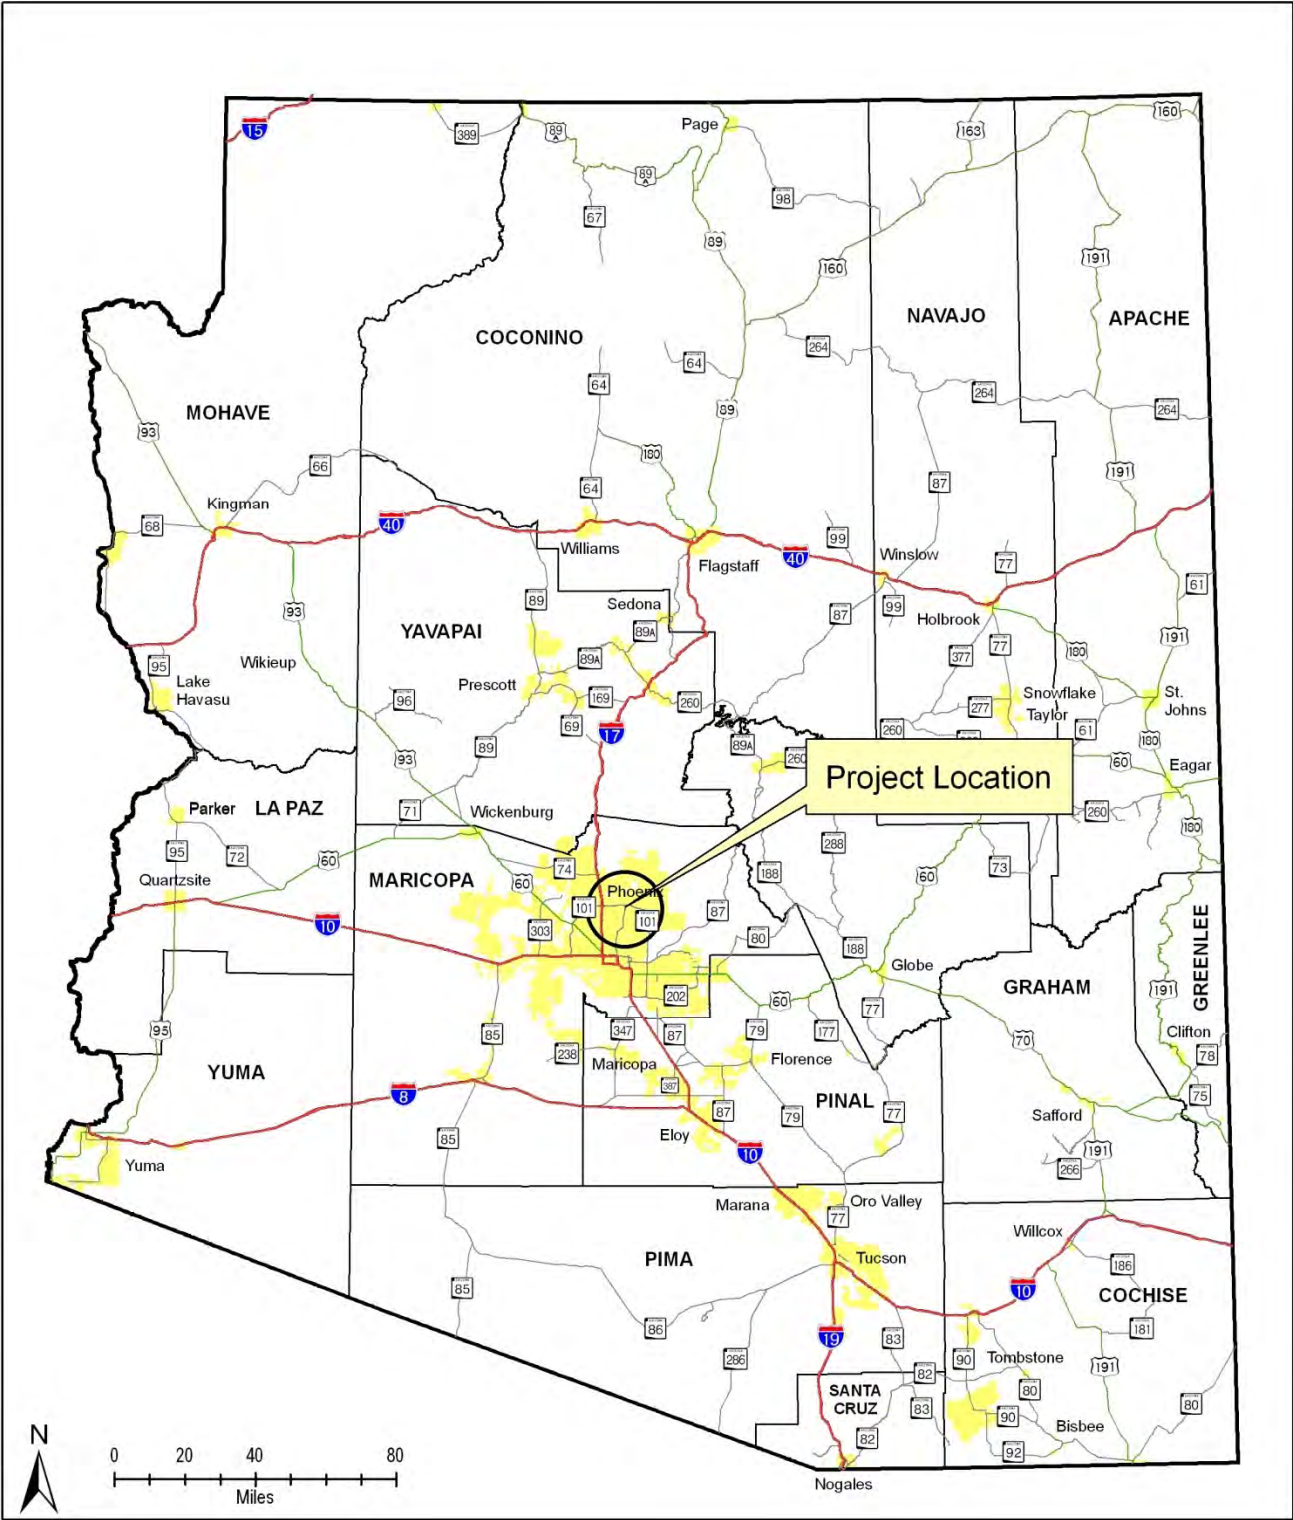 15
389
89
A
Page
163
160
89
A
98
67
89
191
160
NAVAJO
APACHE
COCONINO
264
64
64
264
89
264
MOHAVE
93
180
66
191
64
87
Kingman
68
40
Williams
Flagstaff
40
99
Winslow
77
99
61
89
Sedona
93
87
Holbrook
YAVAPAI
89A
77
191
180
Wikieup
95
89A
377
Lake
Havasu
Prescott
169
96
260
277
Snowflake
Taylor
St.
Johns
69
17
260
61
89
89A
180
93
260
60
Eagar
Project Location
Parker
LA PAZ
71
Wickenburg
260
95
72
60
288
180
Quartzsite
74
188
73
MARICOPA
60
Phoenix
60
101
101
87
10
303
80
188
GREENLEE
Globe
GRAHAM
202
60
77
191
95
85
347
87
79
177
70
Clifton
238
Maricopa
Florence
78
YUMA
387
8
87
79
PINAL
77
75
Safford
85
Eloy
191
10
266
Yuma
Marana
Oro Valley
77
Willcox
PIMA
Tucson
186
85
10
COCHISE
86
19
83
181
286
90
Tombstone
191
82
SANTA
CRUZ
80
83
90
80
Bisbee
N
82
92
0 20 40 80
Miles
Nogales